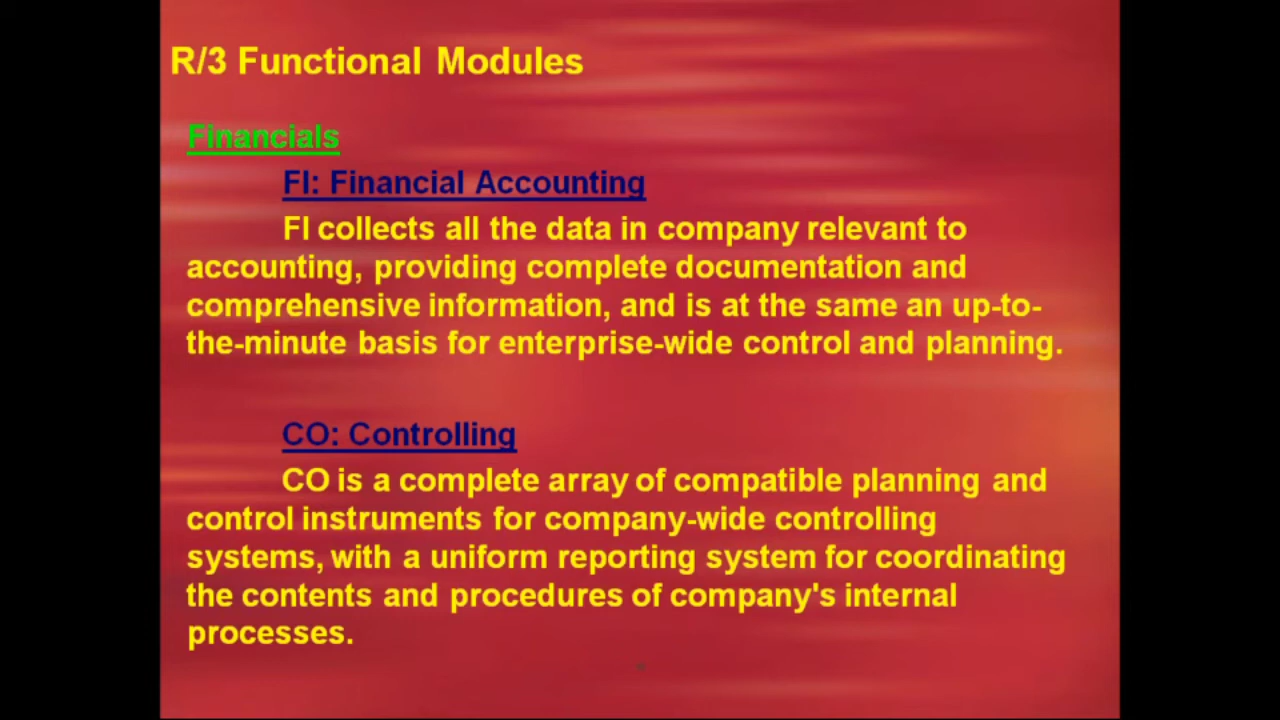 R/3 Functional Modules
Financials
FI: Financial Accounting
FI collects all the data in company relevant to
accounting, providing complete documentation and
comprehensive information, and is at the same an up-to-
the-minute basis for enterprise-wide control and planning.
CO: Controlling
CO is a complete array of compatible planning and
control instruments for company-wide controlling
systems, with a uniform reporting system for coordinating
the contents and procedures of company's internal
processes.